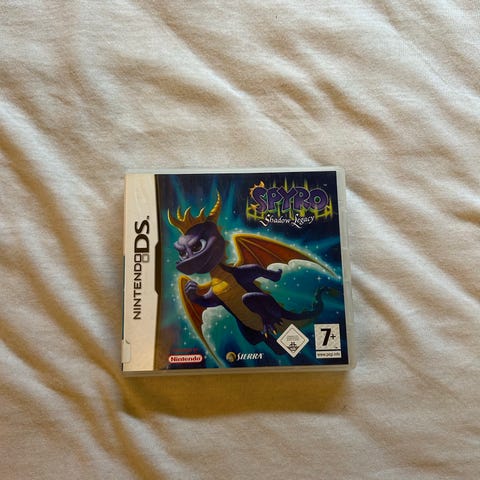 NINTENDO DS.
SPYRO
Shadow Legacy
Nintendo
SIERRA
7+
www.pegi.info